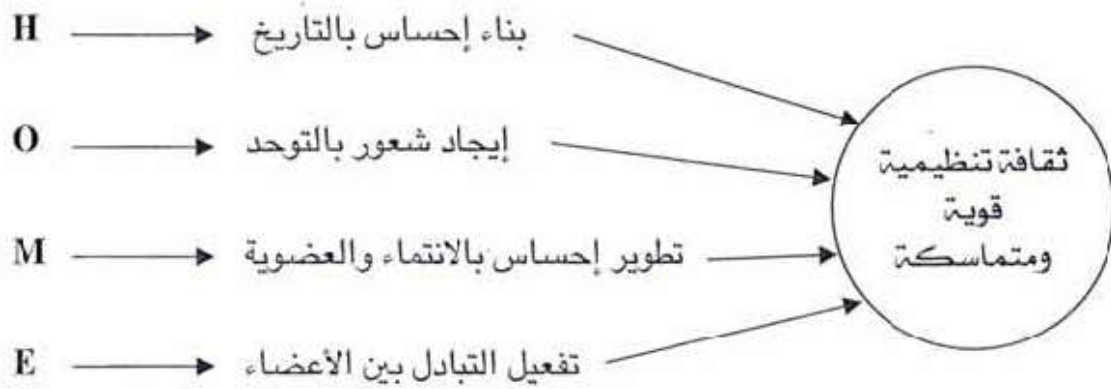 H بناء إحساس بالتاريخ
O إيجاد شعور بالتوحد
M تطوير إحساس بالانتماء والعضوية
E تفعيل التبادل بين الأعضاء
ثقافة تنظيمية
قوية
ومتماسكة